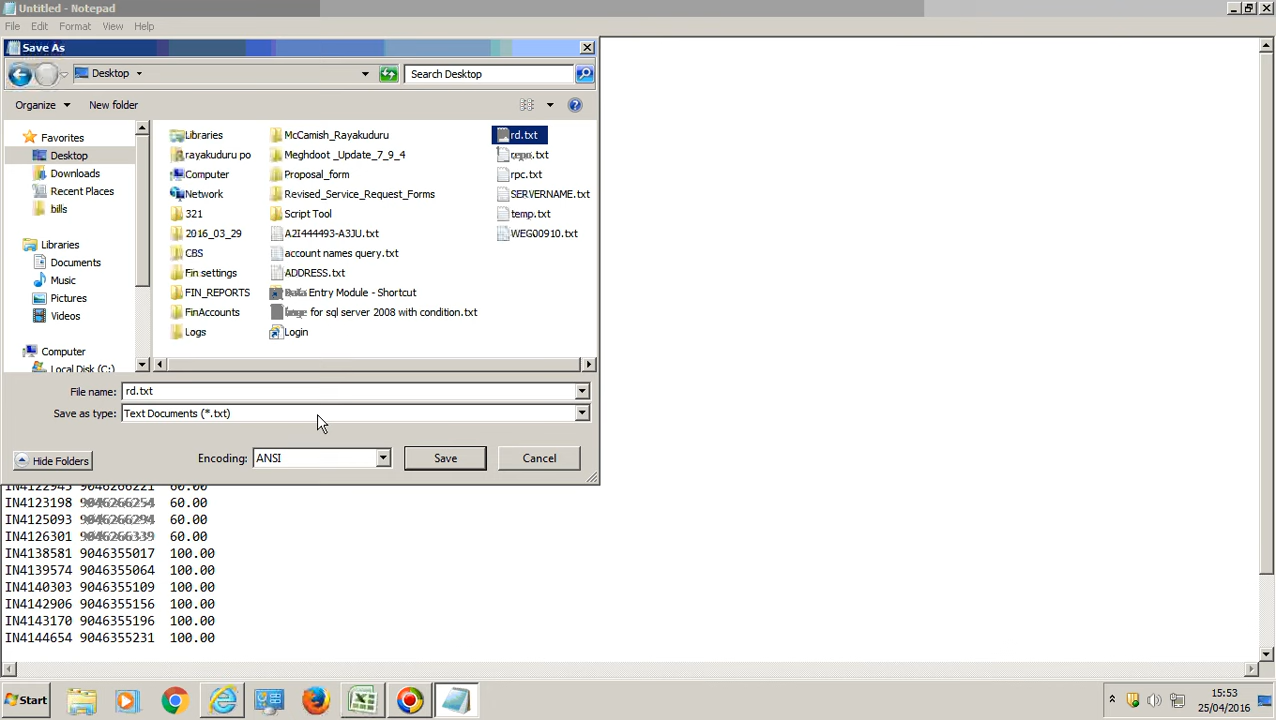 Untitled - Notepad
File Edit Format View Help
Save As
Desktop
Search Desktop
Organize New folder
Favorites
Desktop
Downloads
Recent Places
bills
Libraries
Documents
Music
Pictures
Videos
Computer
Local Disk (C:)
Libraries
rayakuduru po
Computer
Network
321
2016_03_29
CBS
Fin settings
FIN_REPORTS
FinAccounts
Logs
McCamish_Rayakuduru
Meghdoot _Update_7_9_4
Proposal_form
Revised_Service_Request_Forms
Script Tool
A2I444493-A3JU.txt
account names query.txt
ADDRESS.txt
Entry Module - Shortcut
for sql server 2008 with condition.txt
Login
rd.txt
.txt
rpc.txt
SERVERNAME.txt
temp.txt
WEG00910.txt
File name: rd.txt
Save as type: Text Documents (*.txt)
Hide Folders
Encoding: ANSI
Save Cancel
60.00
IN4123198 9046266254 60.00
IN4125093 9046266294 60.00
IN4126301 9046266339 60.00
IN4138581 9046355017 100.00
IN4139574 9046355064 100.00
IN4140303 9046355109 100.00
IN4142906 9046355156 100.00
IN4143170 9046355196 100.00
IN4144654 9046355231 100.00
Start
15:53
25/04/2016